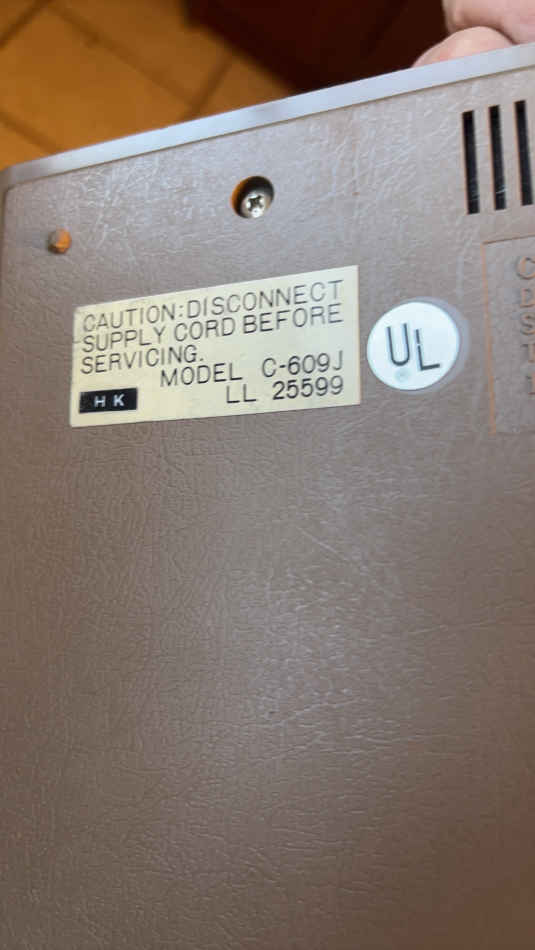 CAUTION:DISCONNECT
SUPPLY CORD BEFORE
SERVICING.
MODEL C-609J
HK LL 25599
UL